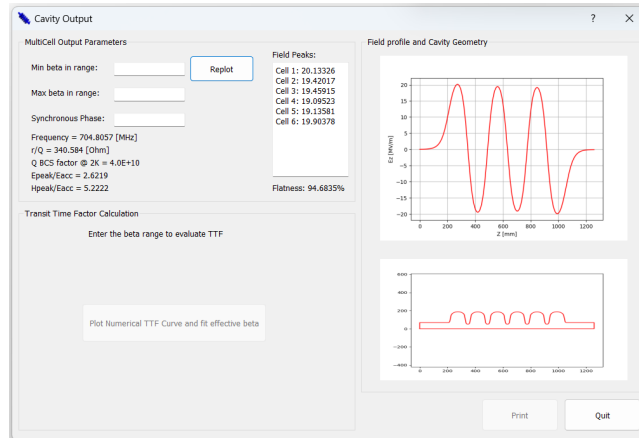 Cavity Output
? X
MultiCell Output Parameters
Min beta in range:
Replot
Max beta in range:
Synchronous Phase:
Frequency = 704.8057 [MHz]
r/Q = 340.584 [Ohm]
Q BCS factor @ 2K = 4.0E+10
Epeak/Eacc = 2.6219
Hpeak/Eacc = 5.2222
Field Peaks:
Cell 1: 20.13326
Cell 2: 19.42017
Cell 3: 19.45915
Cell 4: 19.09523
Cell 5: 19.13581
Cell 6: 19.90378
Flatness: 94.6835%
Transit Time Factor Calculation
Enter the beta range to evaluate TTF
Plot Numerical TTF Curve and fit effective beta
Field profile and Cavity Geometry
20
15
10
5
0
−5
−10
−15
−20
Ez [MV/m]
0 200 400 600 800 1000 1200
Z [mm]
600
400
200
0
−200
−400
0 200 400 600 800 1000 1200
Print
Quit